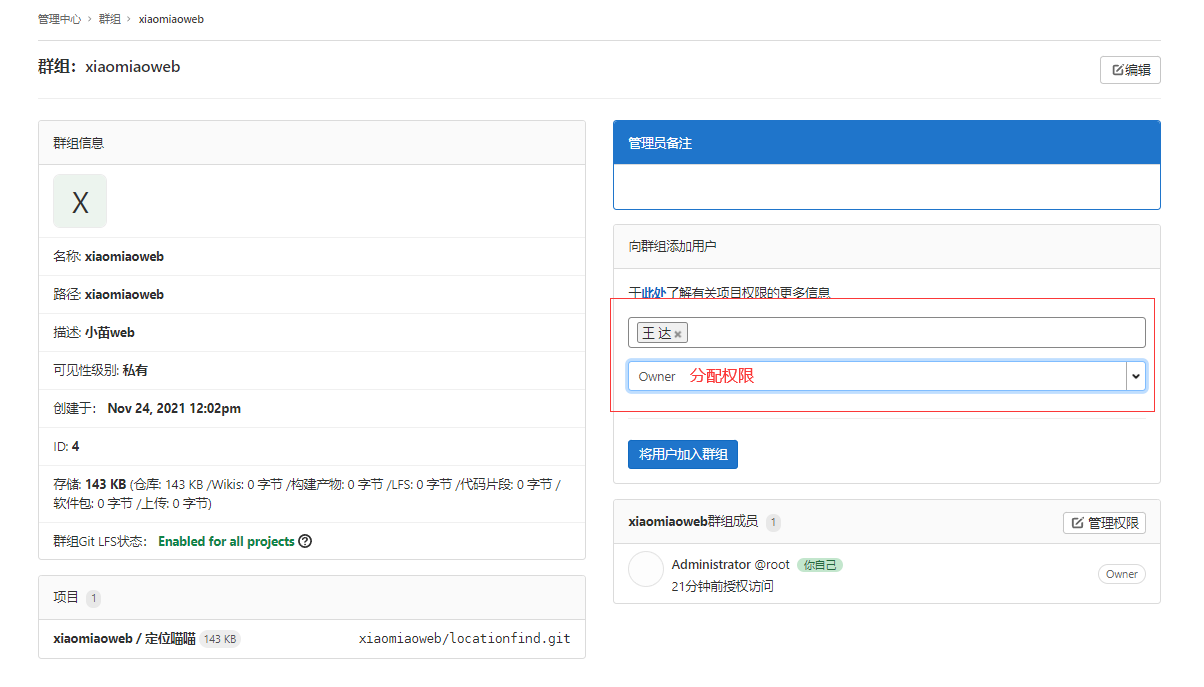 管理中心 › 群组 › xiaomiaoweb
群组： xiaomiaoweb
编辑
群组信息
X
名称: xiaomiaoweb
路径: xiaomiaoweb
描述: 小苗web
可见性级别: 私有
创建于： Nov 24, 2021 12:02pm
ID: 4
存储: 143 KB (仓库: 143 KB /Wikis: 0 字节 /构建产物: 0 字节 /LFS: 0 字节 /代码片段: 0 字节 /
软件包: 0 字节 /上传: 0 字节)
群组Git LFS状态： Enabled for all projects
项目 1
xiaomiaoweb / 定位喵喵 143 KB xiaomiaoweb/locationfind.git
管理员备注
向群组添加用户
于此处了解有关项目权限的更多信息
王 达 ×
Owner 分配权限
将用户加入群组
xiaomiaoweb群组成员 1 管理权限
Administrator @root 你自己
21分钟前授权访问
Owner